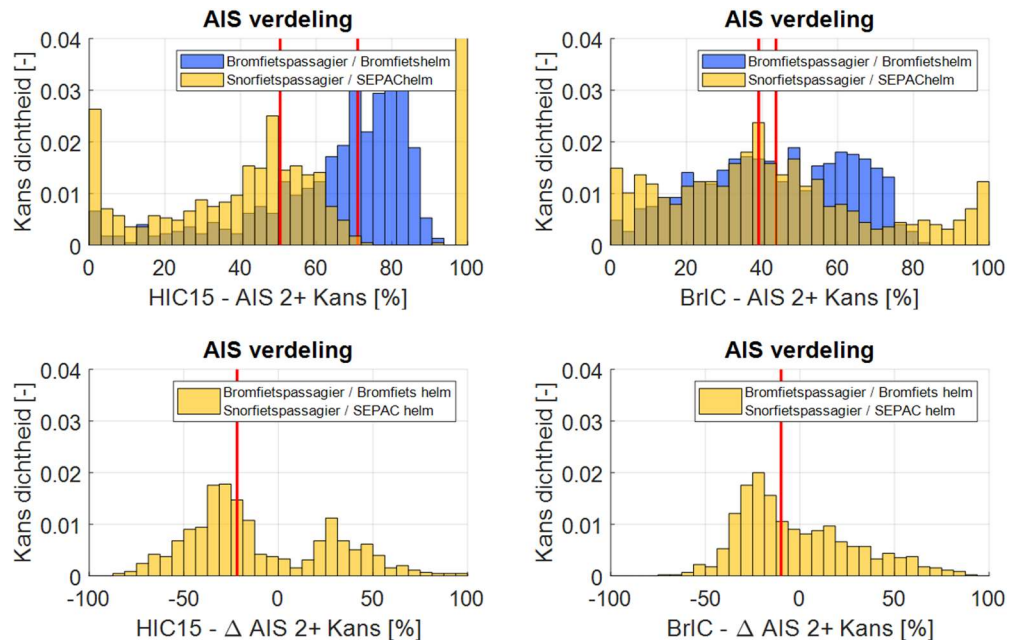 AIS verdeling
Kans dichtheid [-]
0.04
0.03
0.02
0.01
0
Bromfietspassagier / Bromfietshelm
Snorfietspassagier / SEPAChelm
0 20 40 60 80 100
HIC15 - AIS 2+ Kans [%]
AIS verdeling
Kans dichtheid [-]
0.04
0.03
0.02
0.01
0
Bromfietspassagier / Bromfietshelm
Snorfietspassagier / SEPAChelm
0 20 40 60 80 100
BrIC - AIS 2+ Kans [%]
AIS verdeling
Kans dichtheid [-]
0.04
0.03
0.02
0.01
0
Bromfietspassagier / Bromfiets helm
Snorfietspassagier / SEPAC helm
-100 -50 0 50 100
HIC15 - Δ AIS 2+ Kans [%]
AIS verdeling
Kans dichtheid [-]
0.04
0.03
0.02
0.01
0
Bromfietspassagier / Bromfiets helm
Snorfietspassagier / SEPAC helm
-100 -50 0 50 100
BrIC - Δ AIS 2+ Kans [%]